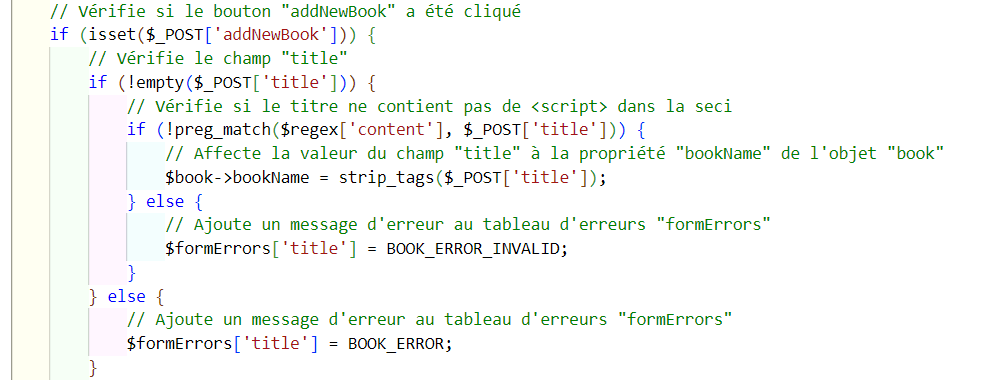 // Vérifie si le bouton "addNewBook" a été cliqué
if (isset($_POST['addNewBook'])) {
// Vérifie le champ "title"
if (!empty($_POST['title'])) {
// Vérifie si le titre ne contient pas de <script> dans la seci
if (!preg_match($regex['content'], $_POST['title'])) {
// Affecte la valeur du champ "title" à la propriété "bookName" de l'objet "book"
$book->bookName = strip_tags($_POST['title']);
} else {
// Ajoute un message d'erreur au tableau d'erreurs "formErrors"
$formErrors['title'] = BOOK_ERROR_INVALID;
}
} else {
// Ajoute un message d'erreur au tableau d'erreurs "formErrors"
$formErrors['title'] = BOOK_ERROR;
}